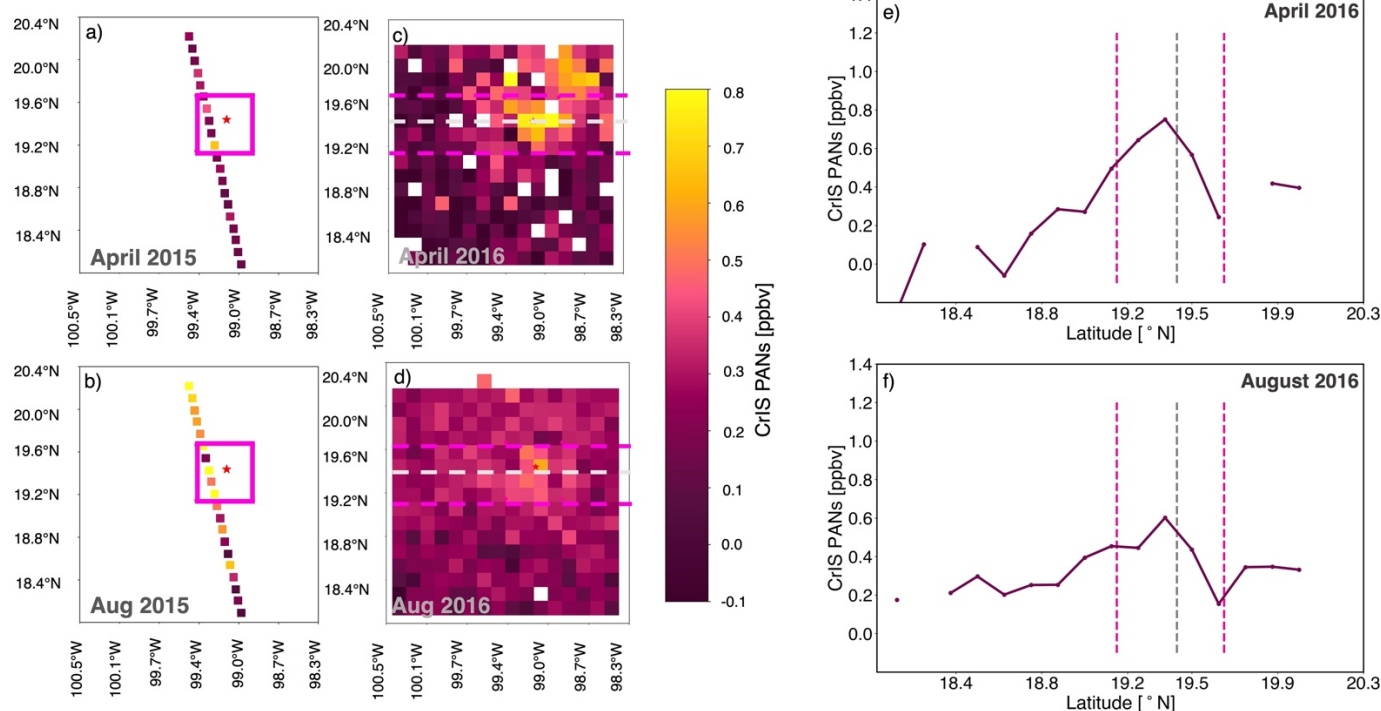 a)
20.4°N
20.0°N
19.6°N
19.2°N
18.8°N
18.4°N
April 2015
100.5°W
100.1°W
99.7°W
99.4°W
99.0°W
98.7°W
98.3°W
c)
20.4°N
20.0°N
19.6°N
19.2°N
18.8°N
18.4°N
April 2016
100.5°W
100.1°W
99.7°W
99.4°W
99.0°W
98.7°W
98.3°W
b)
20.4°N
20.0°N
19.6°N
19.2°N
18.8°N
18.4°N
Aug 2015
100.5°W
100.1°W
99.7°W
99.4°W
99.0°W
98.7°W
98.3°W
d)
20.4°N
20.0°N
19.6°N
19.2°N
18.8°N
18.4°N
Aug 2016
100.5°W
100.1°W
99.7°W
99.4°W
99.0°W
98.7°W
98.3°W
0.8
0.7
0.6
0.5
0.4
0.3
0.2
0.1
0.0
-0.1
CrIS PANs [ppbv]
e)
April 2016
1.2
1.0
0.8
0.6
0.4
0.2
0.0
CrIS PANs [ppbv]
18.4 18.8 19.2 19.5 19.9 20.3
Latitude [°N]
f)
August 2016
1.4
1.2
1.0
0.8
0.6
0.4
0.2
0.0
CrIS PANs [ppbv]
18.4 18.8 19.2 19.5 19.9 20.3
Latitude [°N]